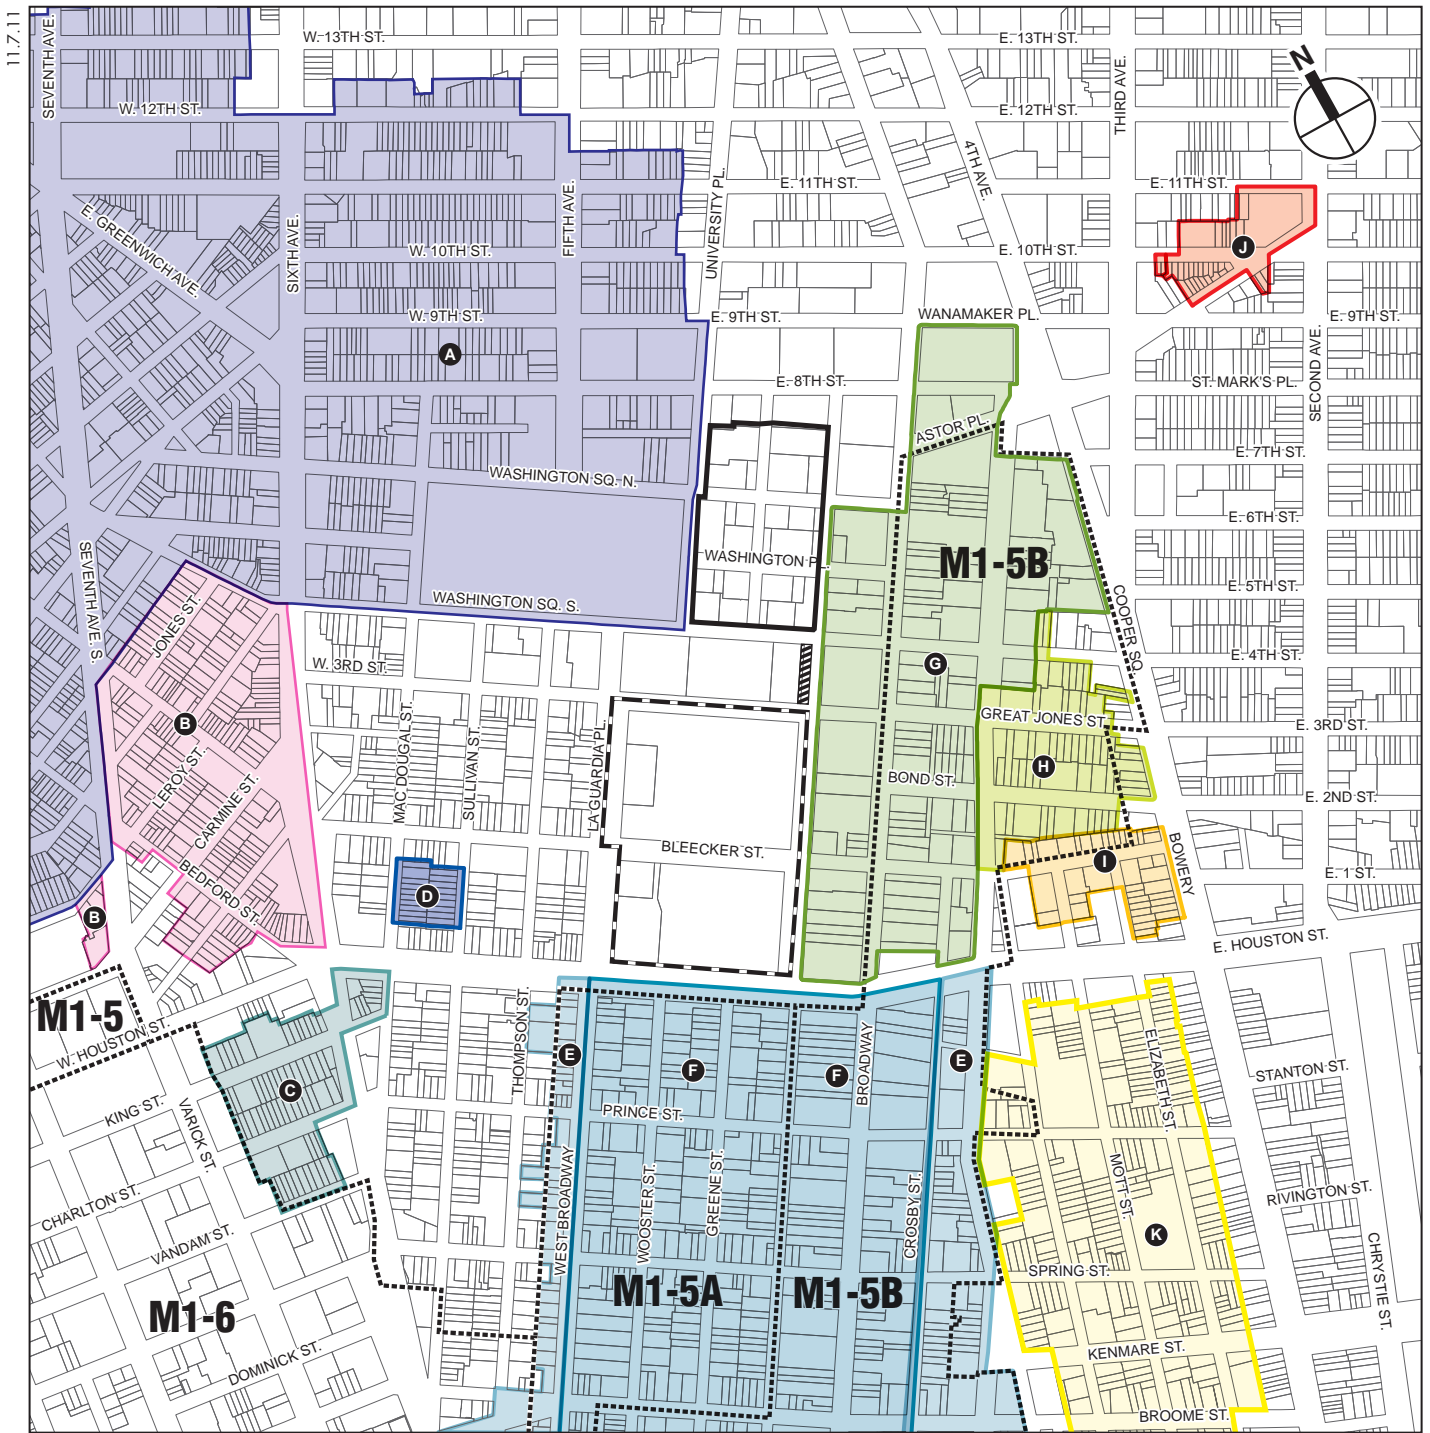 11.7.11
SEVENTH AVE.
W. 13TH ST.
E. 13TH ST.
THIRD AVE.
N
W. 12TH ST.
E. 12TH ST.
4TH AVE.
E. 11TH ST.
E. 11TH ST.
E. GREENWICH AVE.
SIXTH AVE.
FIFTH AVE.
UNIVERSITY PL.
W. 10TH ST.
E. 10TH ST.
J
W. 9TH ST.
E. 9TH ST.
WANAMAKER PL.
E. 9TH ST.
A
E. 8TH ST.
ST. MARK'S PL.
SECOND AVE.
ASTOR PL.
E. 7TH ST.
WASHINGTON SQ. N.
E. 6TH ST.
WASHINGTON PL.
M1-5B
SEVENTH AVE. S.
WASHINGTON SQ. S.
E. 5TH ST.
COOPER SQ.
JONES ST.
W. 3RD ST.
G
E. 4TH ST.
B
MAC DOUGAL ST.
SULLIVAN ST.
LA GUARDIA PL.
GREAT JONES ST.
E. 3RD ST.
LEROY ST.
CARMINE ST.
BOND ST.
H
E. 2ND ST.
BLEECKER ST.
BEDFORD ST.
D
I
BOWERY
E. 1 ST.
B
E. HOUSTON ST.
M1-5
W. HOUSTON ST.
THOMPSON ST.
E
F
F
BROADWAY
E
ELIZABETH ST.
STANTON ST.
C
KING ST.
VARICK ST.
PRINCE ST.
CHARLTON ST.
WEST BROADWAY
WOOSTER ST.
GREENE ST.
CROSBY ST.
MOTT ST.
RIVINGTON ST.
VANDAM ST.
K
CHRYSTIE ST.
SPRING ST.
M1-6
M1-5A
M1-5B
DOMINICK ST.
KENMARE ST.
BROOME ST.